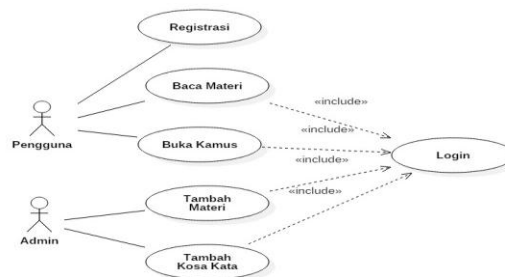 Registrasi
Baca Materi
«include»
«include»
Pengguna
Buka Kamus
«include»
Login
Tambah
Materi
«include»
Admin
Tambah
Kosa Kata